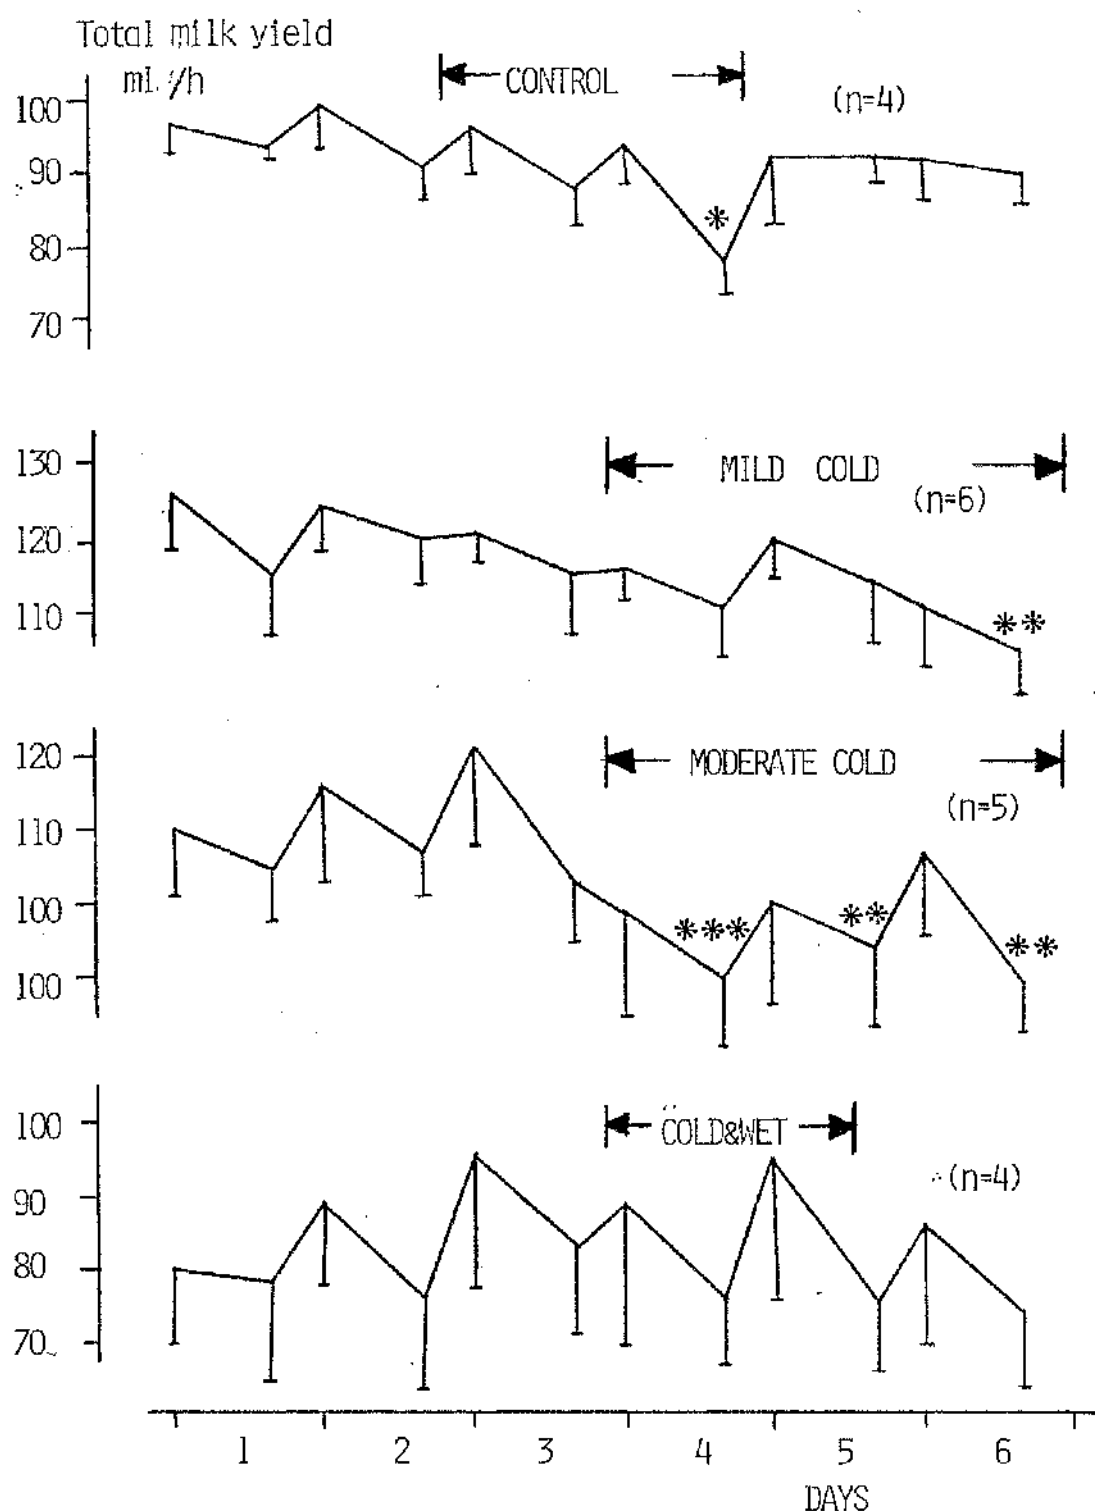 Total milk yield
mL/h
CONTROL
(n=4)
100
90
80
70
*
MILD COLD
(n=6)
130
120
110
**
MODERATE COLD
(n=5)
120
110
100
100
***
**
**
COLD&WET
(n=4)
100
90
80
70
1 2 3 4 5 6
DAYS